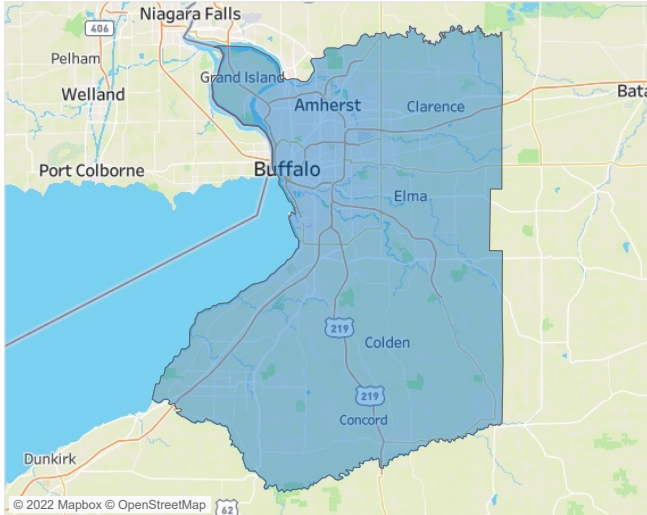 Niagara Falls
406
Pelham
Grand Island
Welland
Amherst
Clarence
Bata
Port Colborne
Buffalo
Elma
219
Colden
219
Concord
Dunkirk
© 2022 Mapbox © OpenStreetMap
62